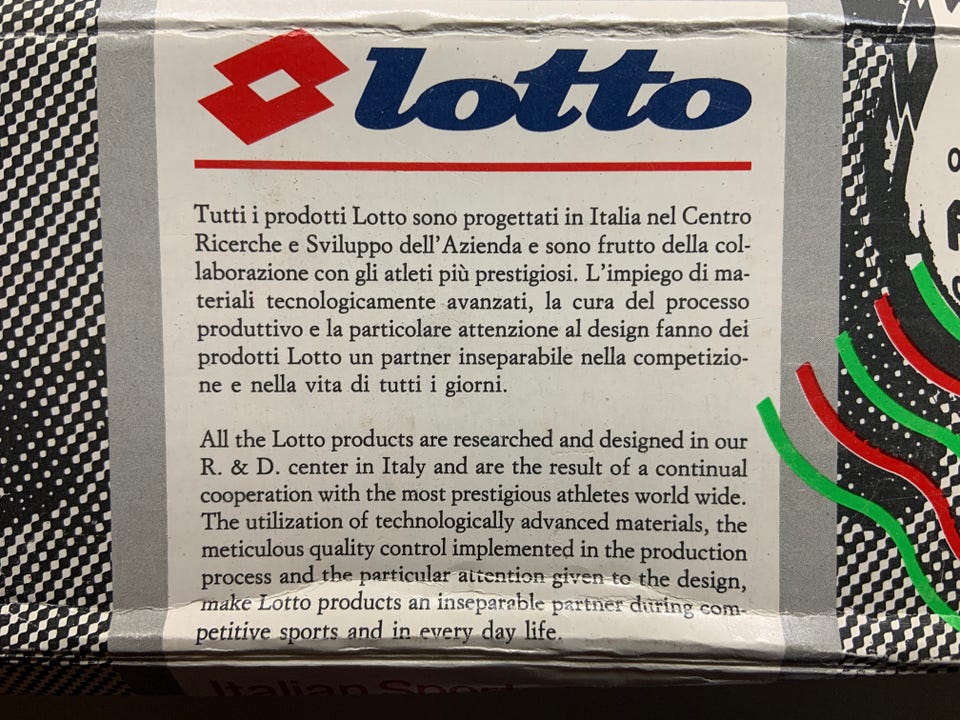 lotto
Tutti i prodotti Lotto sono progettati in Italia nel Centro
Ricerche e Sviluppo dell'Azienda e sono frutto della col-
laborazione con gli atleti più prestigiosi. L'impiego di ma-
teriali tecnologicamente avanzati, la cura del processo
produttivo e la particolare attenzione al design fanno dei
prodotti Lotto un partner inseparabile nella competizio-
ne e nella vita di tutti i giorni.
All the Lotto products are researched and designed in our
R. & D. center in Italy and are the result of a continual
cooperation with the most prestigious athletes world wide.
The utilization of technologically advanced materials, the
meticulous quality control implemented in the production
process and the particular attention given to the design,
make Lotto products an inseparable partner during com-
petitive sports and in every day life.
Italian